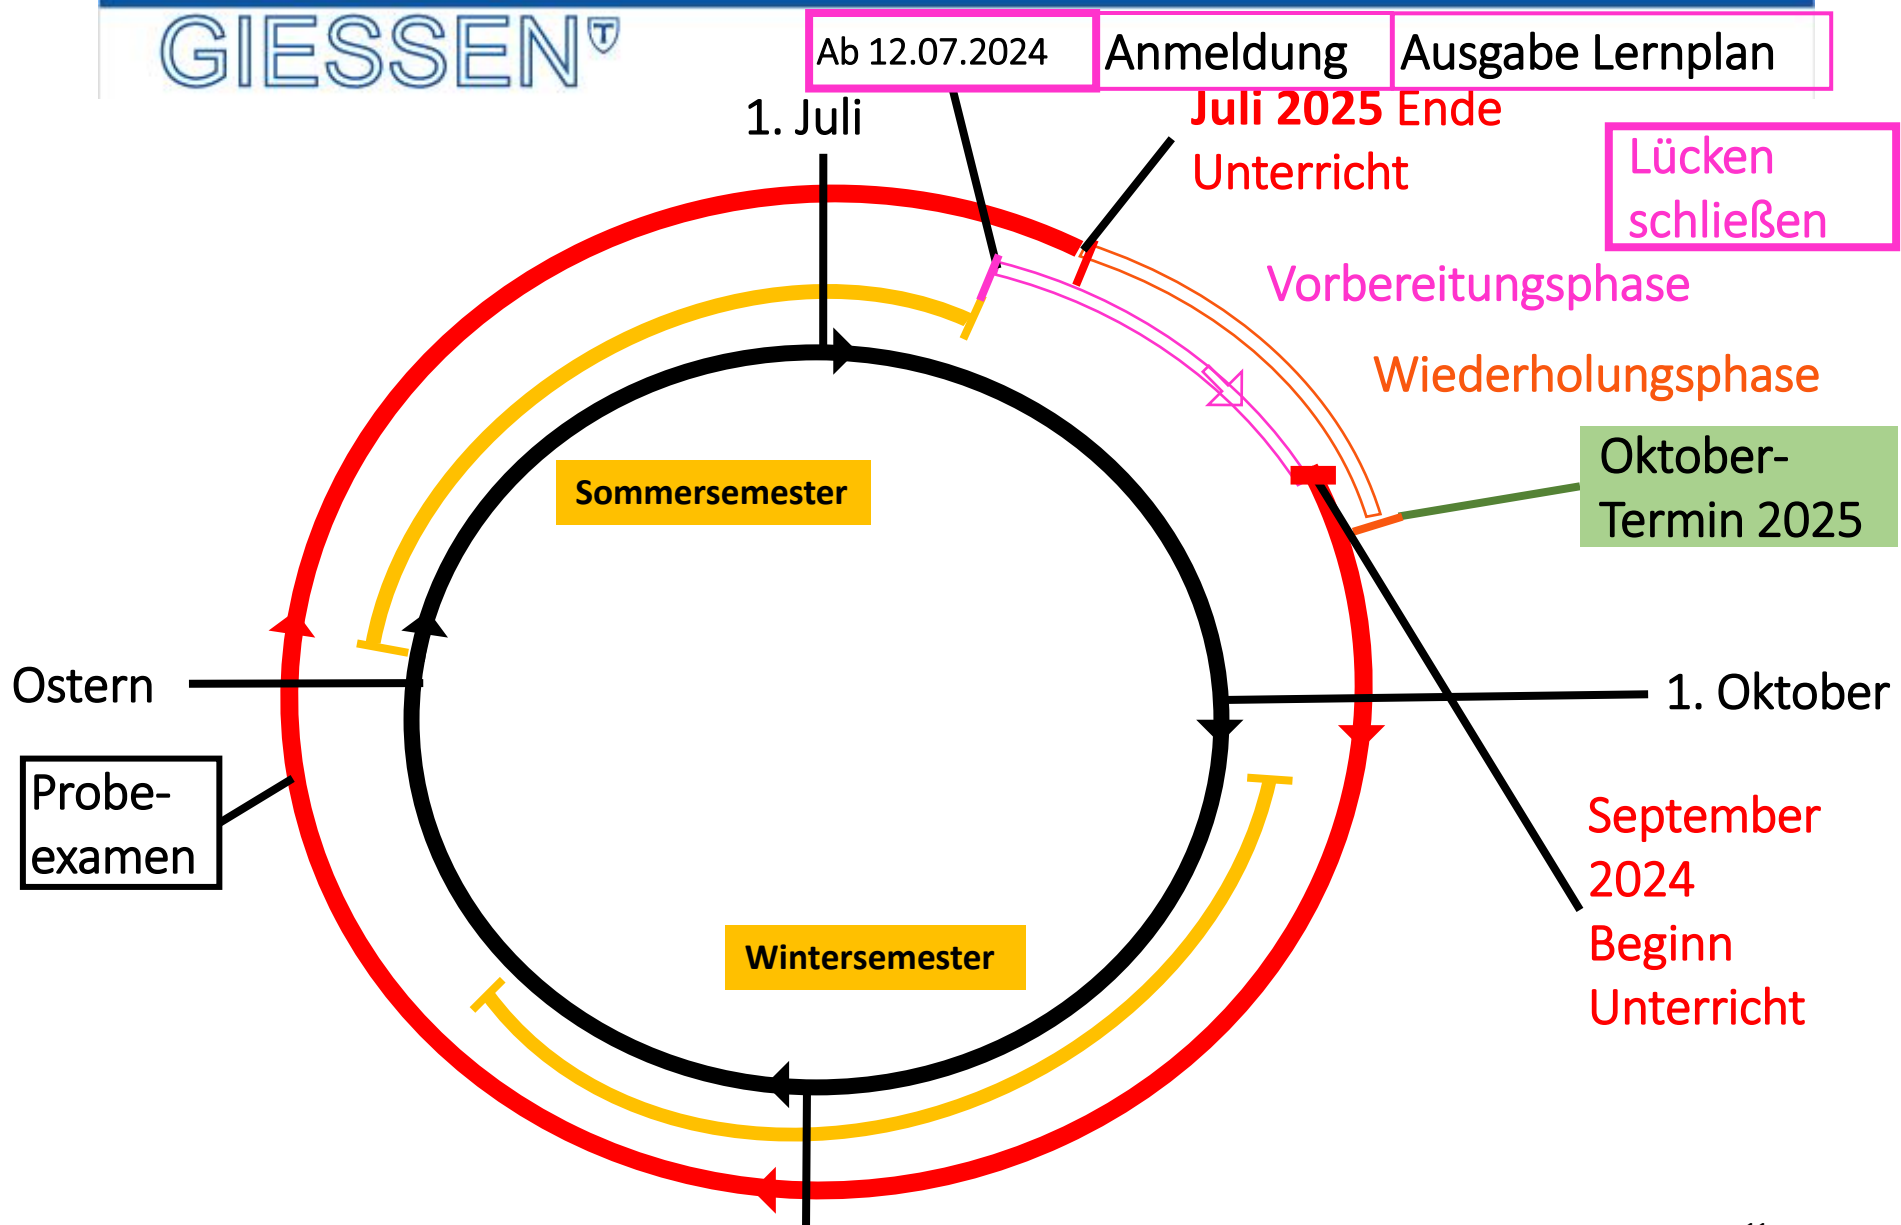 GIESSEN
Ab 12.07.2024
Anmeldung
Ausgabe Lernplan
1. Juli
Juli 2025 Ende
Unterricht
Lücken
schließen
Vorbereitungsphase
Wiederholungsphase
Oktober-
Termin 2025
Sommersemester
Ostern
1. Oktober
Probe-
examen
September
2024
Beginn
Unterricht
Wintersemester